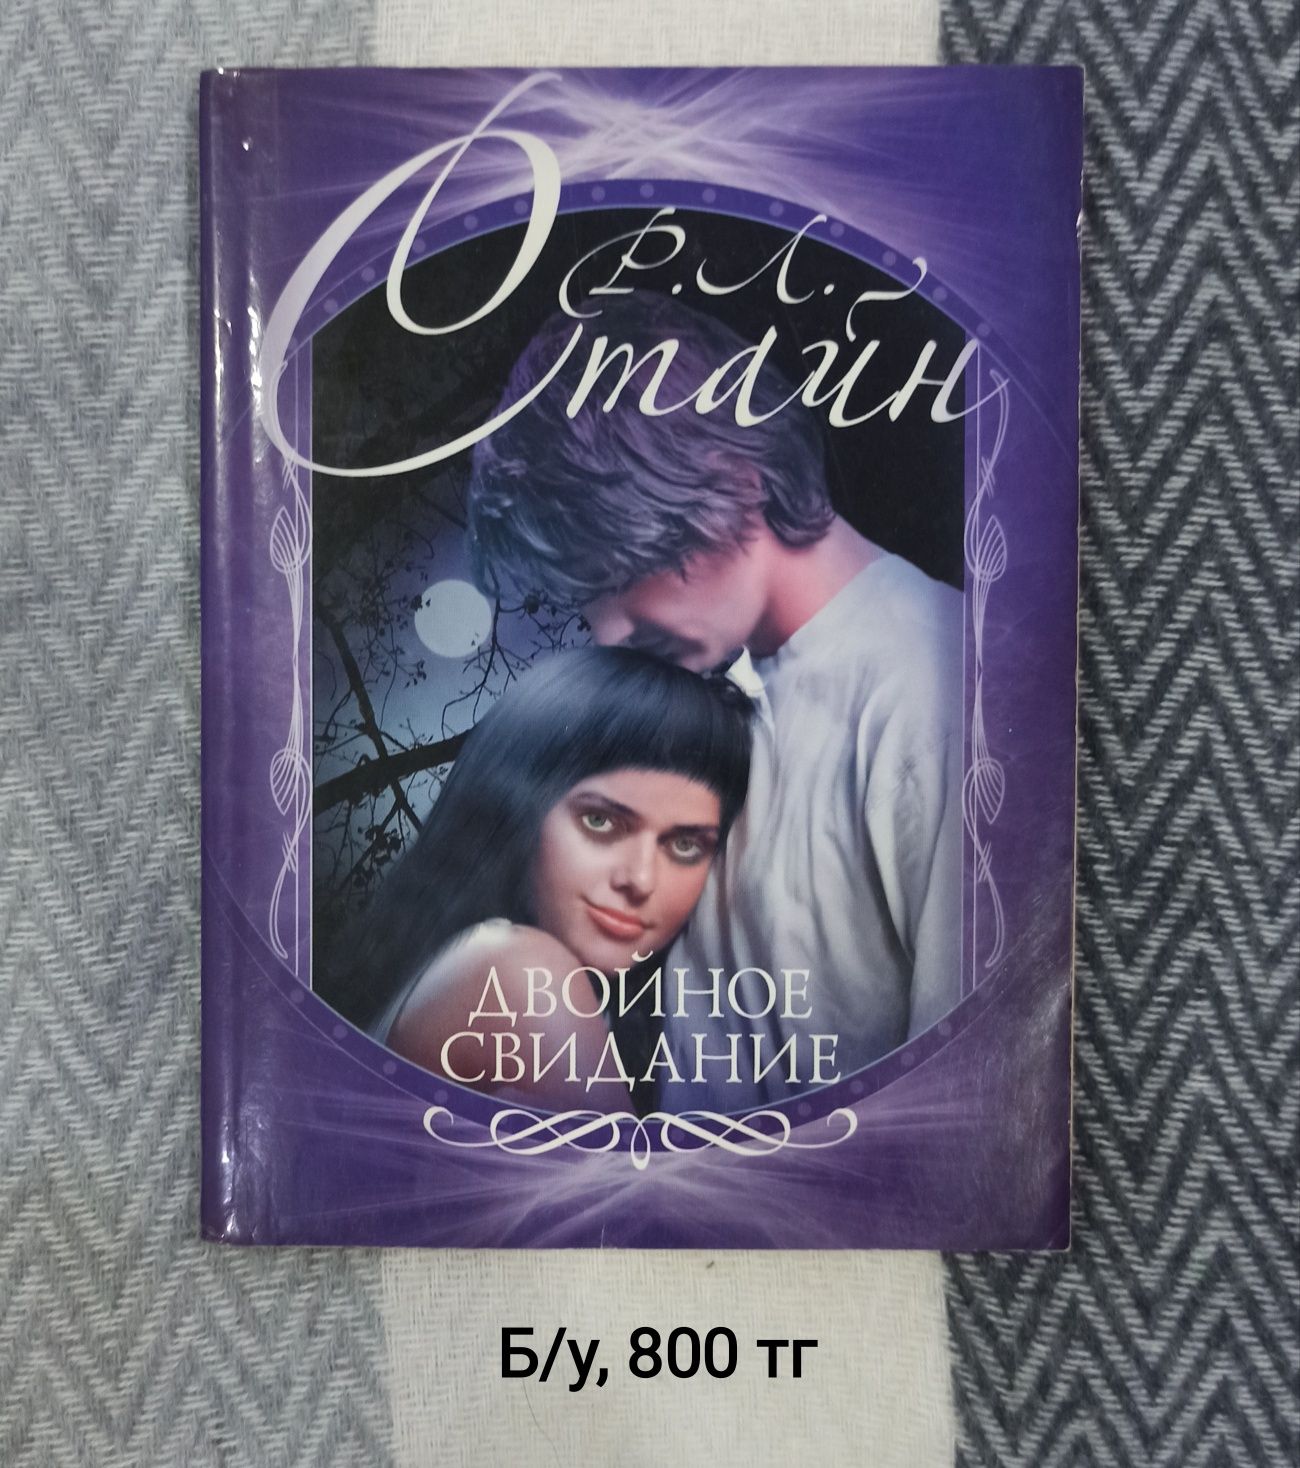 Р. Л.
Стайн
ДВОЙНОЕ
СВИДАНИЕ
Б/у, 800 тг